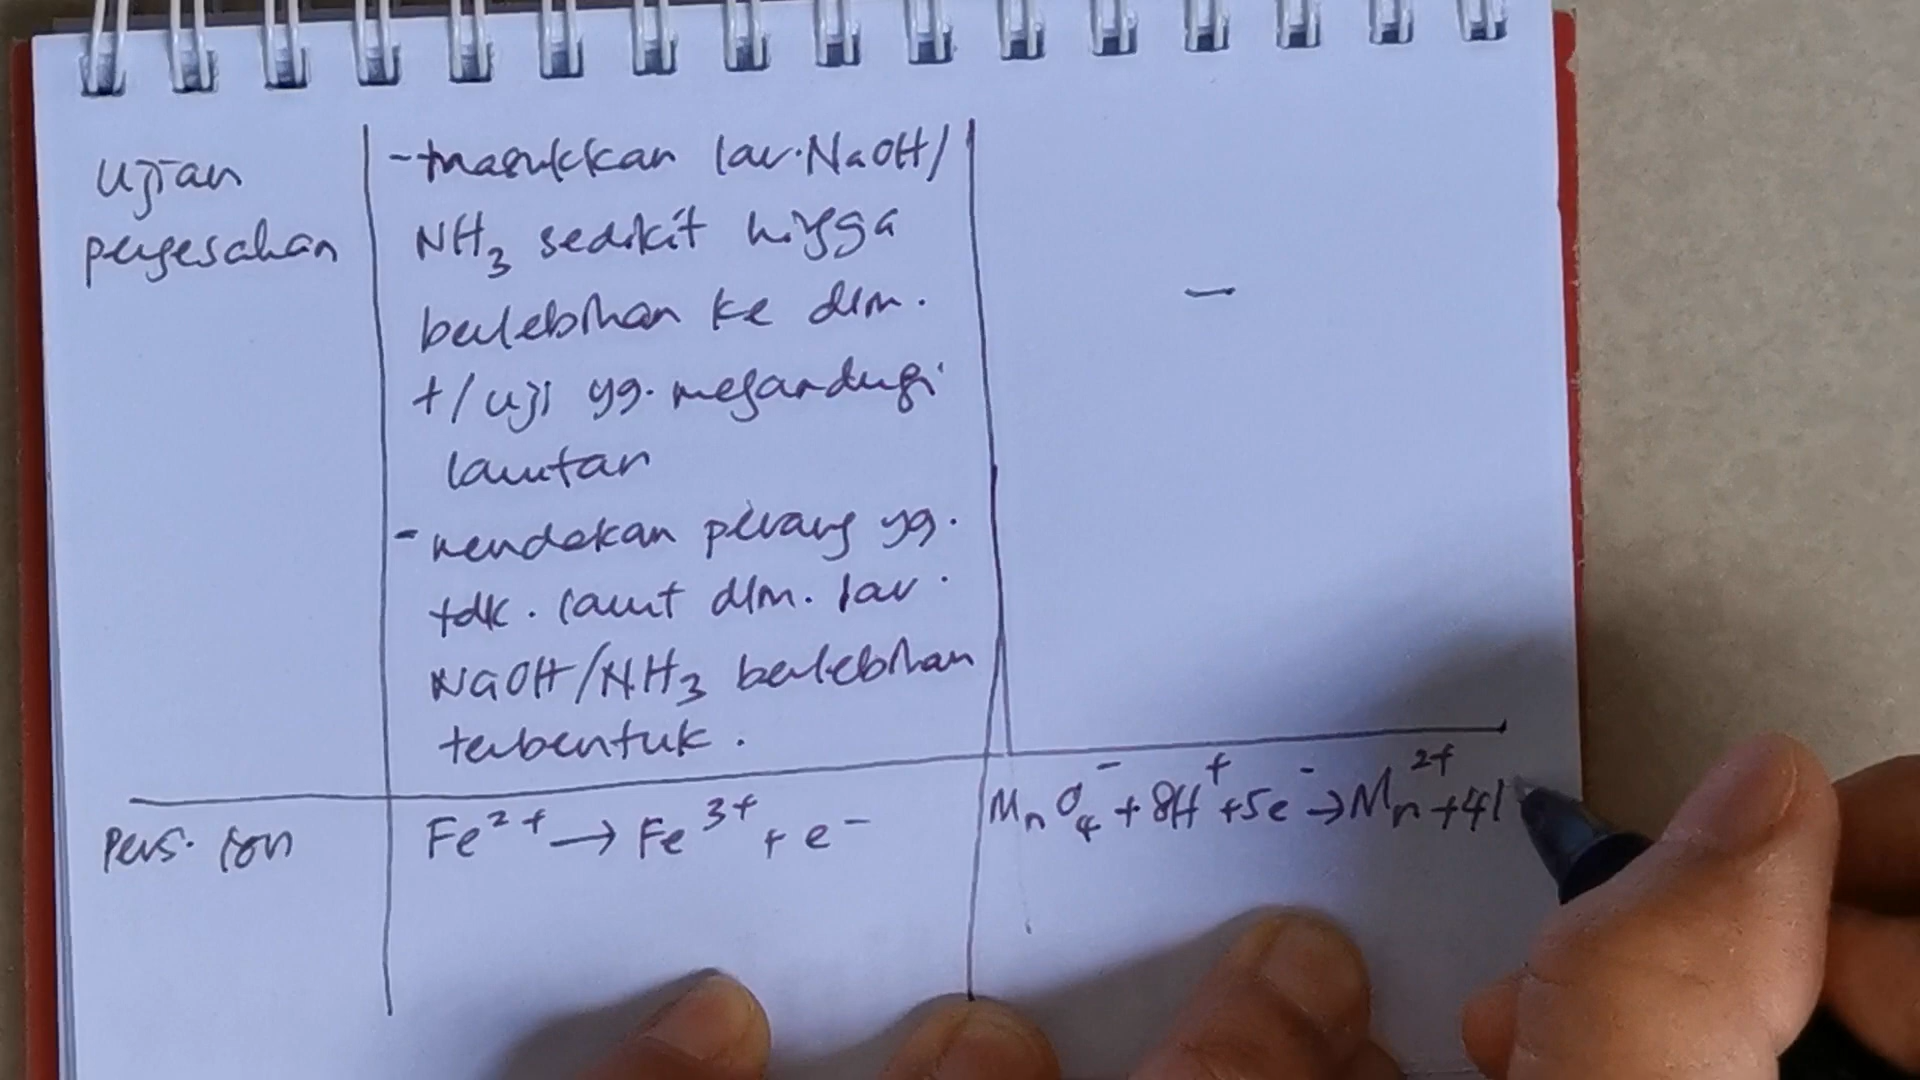 Ujian
pengesahan
- masukkan lar. NaOH/
NH₃ sedikit hingga
berlebihan ke dlm.
t/uji yg. mengandungi
larutan
- mendakan perang yg.
tdk. larut dlm. lar.
NaOH/NH₃ berlebihan
terbentuk.
-
Pers. ion
Fe²⁺ → Fe³⁺ + e⁻
MnO₄⁻ + 8H⁺ + 5e⁻ → Mn²⁺ + 4